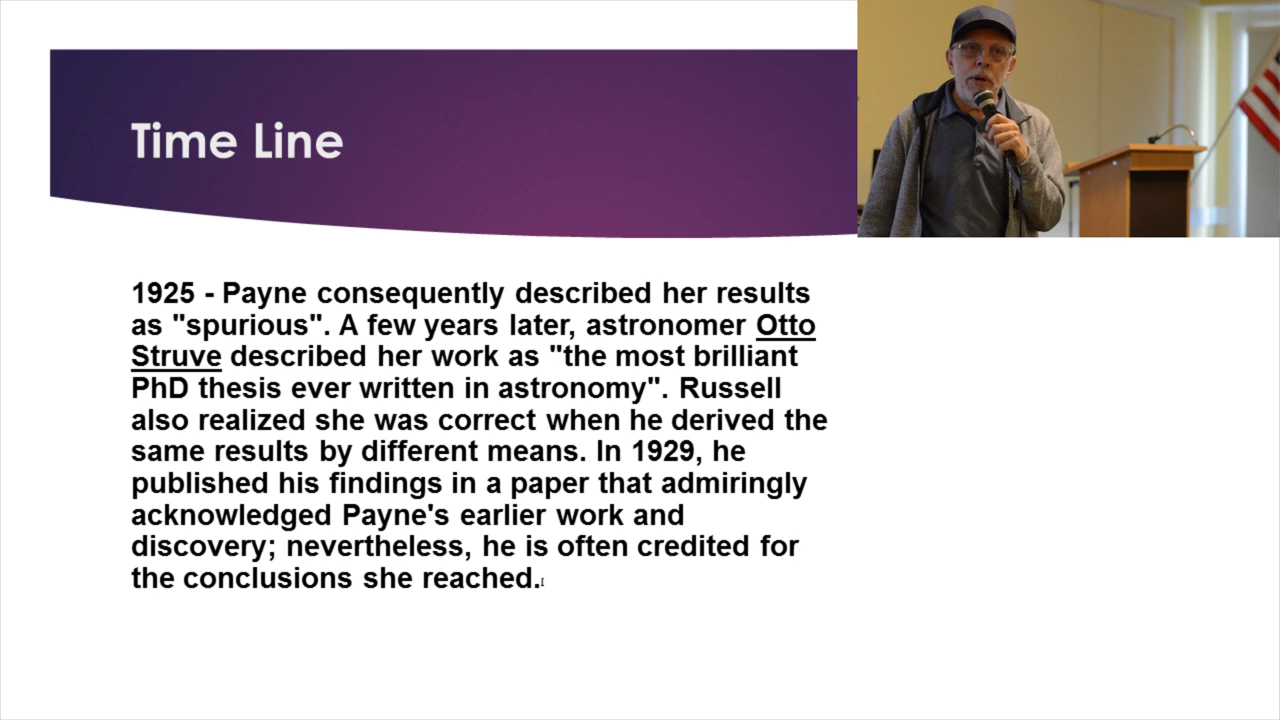 Time Line
1925 - Payne consequently described her results
as "spurious". A few years later, astronomer Otto
Struve described her work as "the most brilliant
PhD thesis ever written in astronomy". Russell
also realized she was correct when he derived the
same results by different means. In 1929, he
published his findings in a paper that admiringly
acknowledged Payne's earlier work and
discovery; nevertheless, he is often credited for
the conclusions she reached.